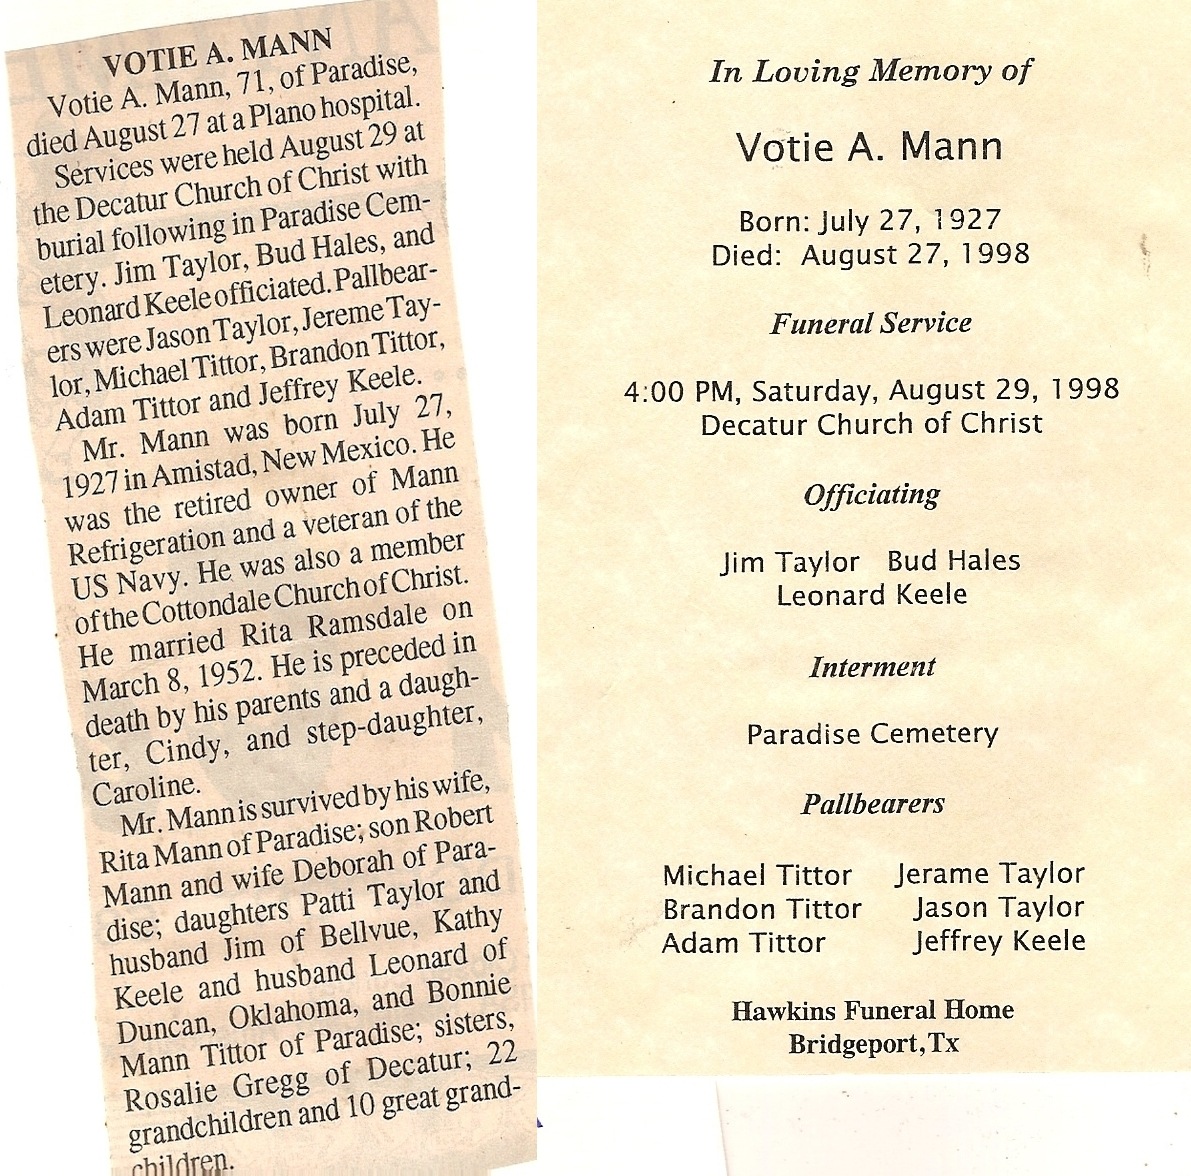 VOTIE A. MANN
Votie A. Mann, 71, of Paradise,
died August 27 at a Plano hospital.
Services were held August 29 at
the Decatur Church of Christ with
burial following in Paradise Cem-
etery. Jim Taylor, Bud Hales, and
Leonard Keele officiated. Pallbear-
ers were Jason Taylor, Jereme Tay-
lor, Michael Tittor, Brandon Tittor,
Adam Tittor and Jeffrey Keele.
Mr. Mann was born July 27,
1927 in Amistad, New Mexico. He
was the retired owner of Mann
Refrigeration and a veteran of the
US Navy. He was also a member
of the Cottondale Church of Christ.
He married Rita Ramsdale on
March 8, 1952. He is preceded in
death by his parents and a daugh-
ter, Cindy, and step-daughter,
Caroline.
Mr. Mann is survived by his wife,
Rita Mann of Paradise; son Robert
Mann and wife Deborah of Para-
dise; daughters Patti Taylor and
husband Jim of Bellvue, Kathy
Keele and husband Leonard of
Duncan, Oklahoma, and Bonnie
Mann Tittor of Paradise; sisters,
Rosalie Gregg of Decatur; 22
grandchildren and 10 great grand-
children.
In Loving Memory of
Votie A. Mann
Born: July 27, 1927
Died: August 27, 1998
Funeral Service
4:00 PM, Saturday, August 29, 1998
Decatur Church of Christ
Officiating
Jim Taylor Bud Hales
Leonard Keele
Interment
Paradise Cemetery
Pallbearers
Michael Tittor Jerame Taylor
Brandon Tittor Jason Taylor
Adam Tittor Jeffrey Keele
Hawkins Funeral Home
Bridgeport, Tx